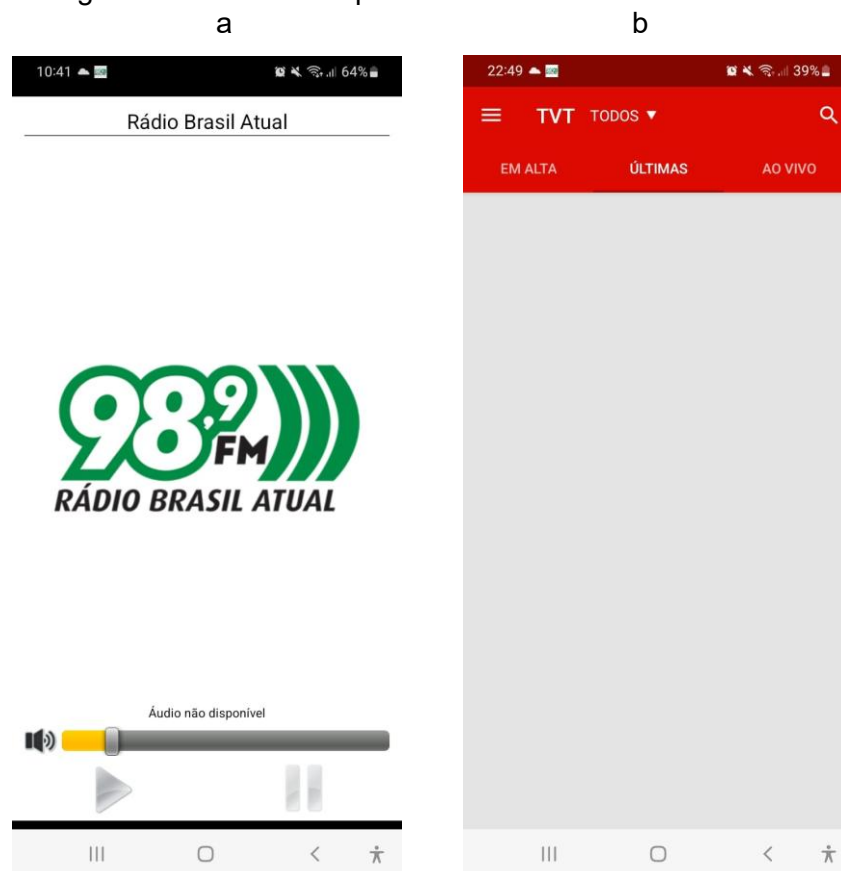 a
b
10:41
64%
Rádio Brasil Atual
98,9
FM
RÁDIO BRASIL ATUAL
Áudio não disponível
22:49
39%
TVT TODOS ▼
EM ALTA ÚLTIMAS AO VIVO